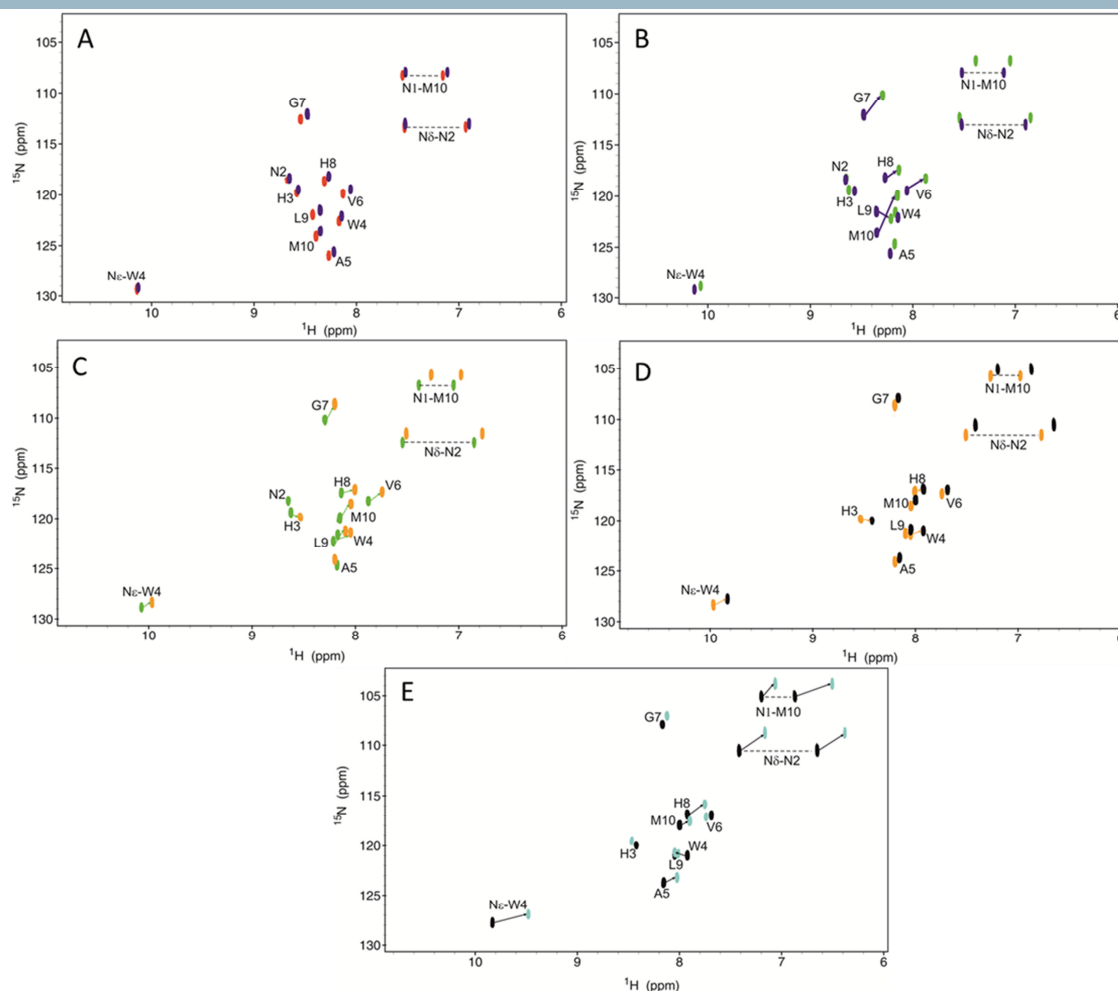 A
105
110
115
120
125
130
¹⁵N (ppm)
N1-M10
G7
Nδ-N2
N2
H8
H3
V6
L9
W4
M10
A5
Nε-W4
10
9
8
7
6
¹H (ppm)
B
105
110
115
120
125
130
¹⁵N (ppm)
N1-M10
G7
Nδ-N2
N2
H8
H3
V6
L9
W4
M10
A5
Nε-W4
10
9
8
7
6
¹H (ppm)
C
105
110
115
120
125
130
¹⁵N (ppm)
N1-M10
G7
Nδ-N2
H8
V6
N2
M10
H3
L9
W4
A5
Nε-W4
10
9
8
7
6
¹H (ppm)
D
105
110
115
120
125
130
¹⁵N (ppm)
N1-M10
G7
Nδ-N2
H8
M10
V6
H3
L9
W4
A5
Nε-W4
10
9
8
7
¹H (ppm)
E
105
110
115
120
125
130
¹⁵N (ppm)
N1-M10
G7
Nδ-N2
H8
M10
V6
H3
W4
L9
A5
Nε-W4
10
9
8
7
6
¹H (ppm)